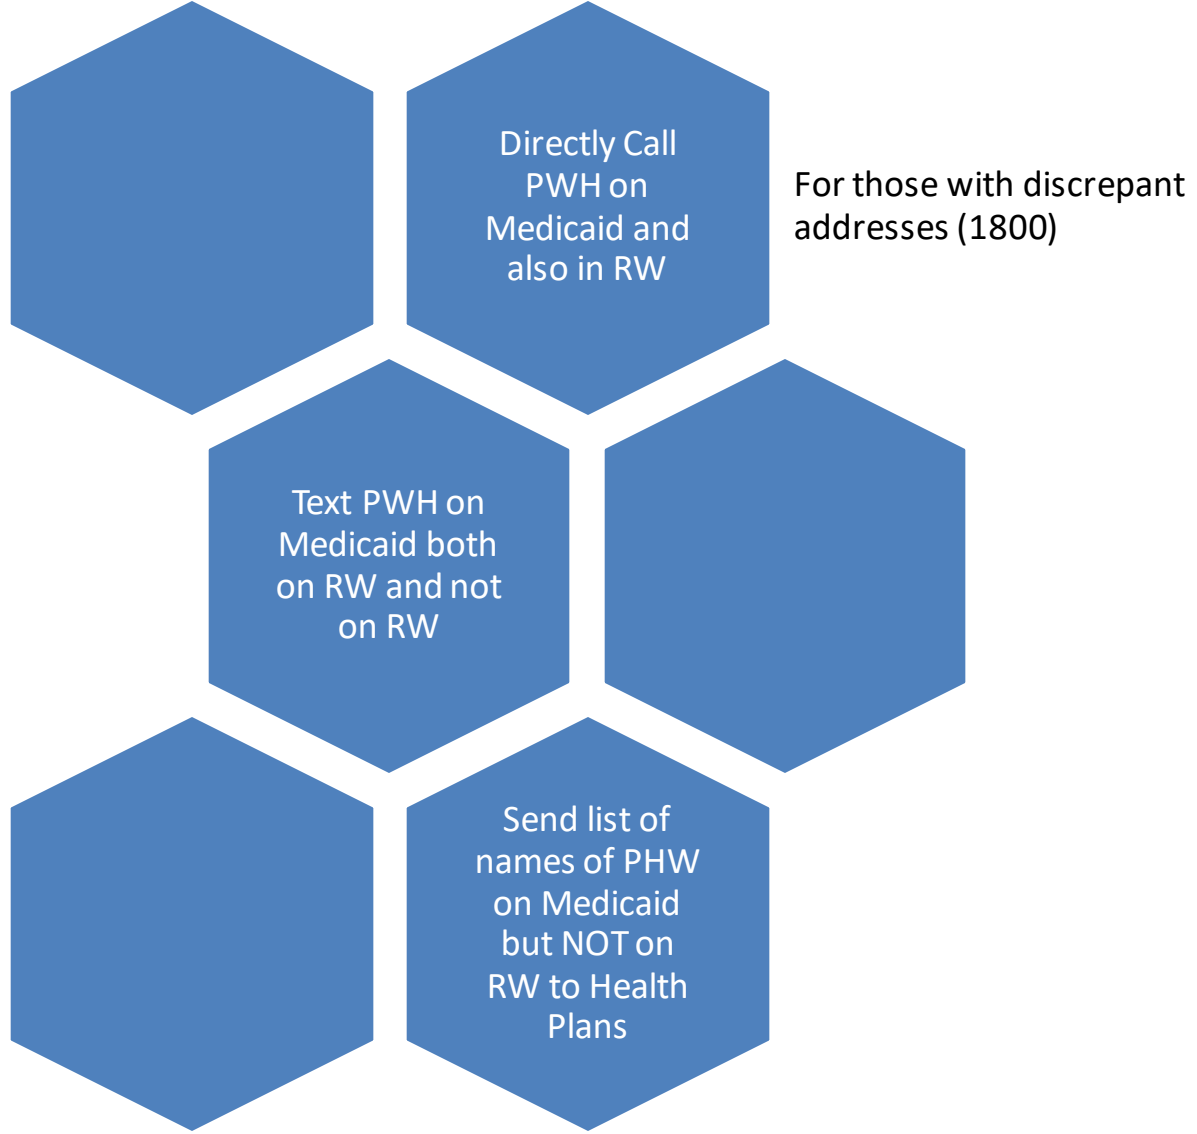 Directly Call
PWH on
Medicaid and
also in RW
For those with discrepant
addresses (1800)
Text PWH on
Medicaid both
on RW and not
on RW
Send list of
names of PHW
on Medicaid
but NOT on
RW to Health
Plans